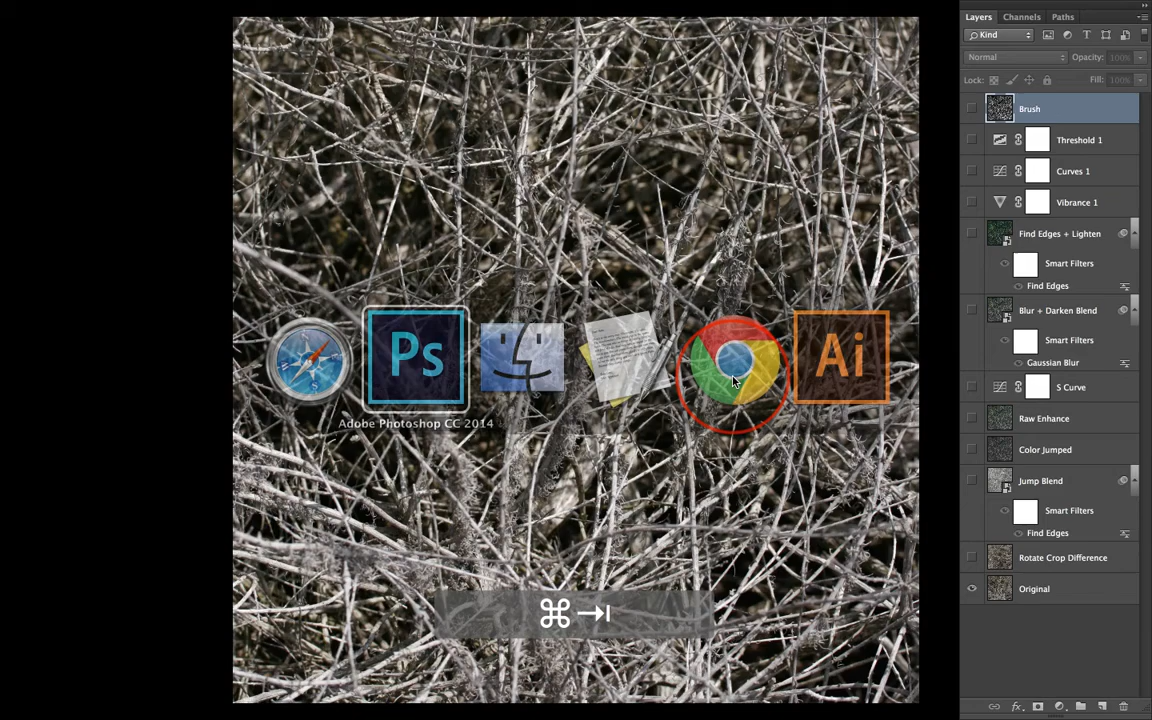 Layers Channels Paths
Kind
Normal Opacity: 100%
Lock: Fill: 100%
Brush
Threshold 1
Curves 1
Vibrance 1
Find Edges + Lighten
Smart Filters
Find Edges
Blur + Darken Blend
Smart Filters
Gaussian Blur
S Curve
Raw Enhance
Color Jumped
Jump Blend
Smart Filters
Find Edges
Rotate Crop Difference
Original
Ps
Ai
Adobe Photoshop CC 2014
⌘⇥